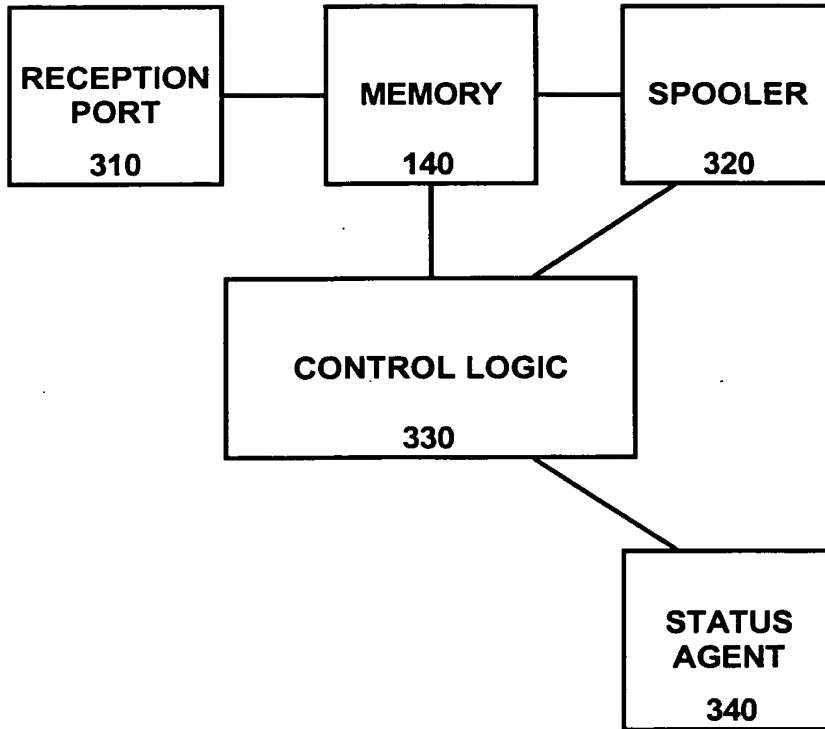 RECEPTION
PORT
310
MEMORY
140
SPOOLER
320
CONTROL LOGIC
330
STATUS
AGENT
340